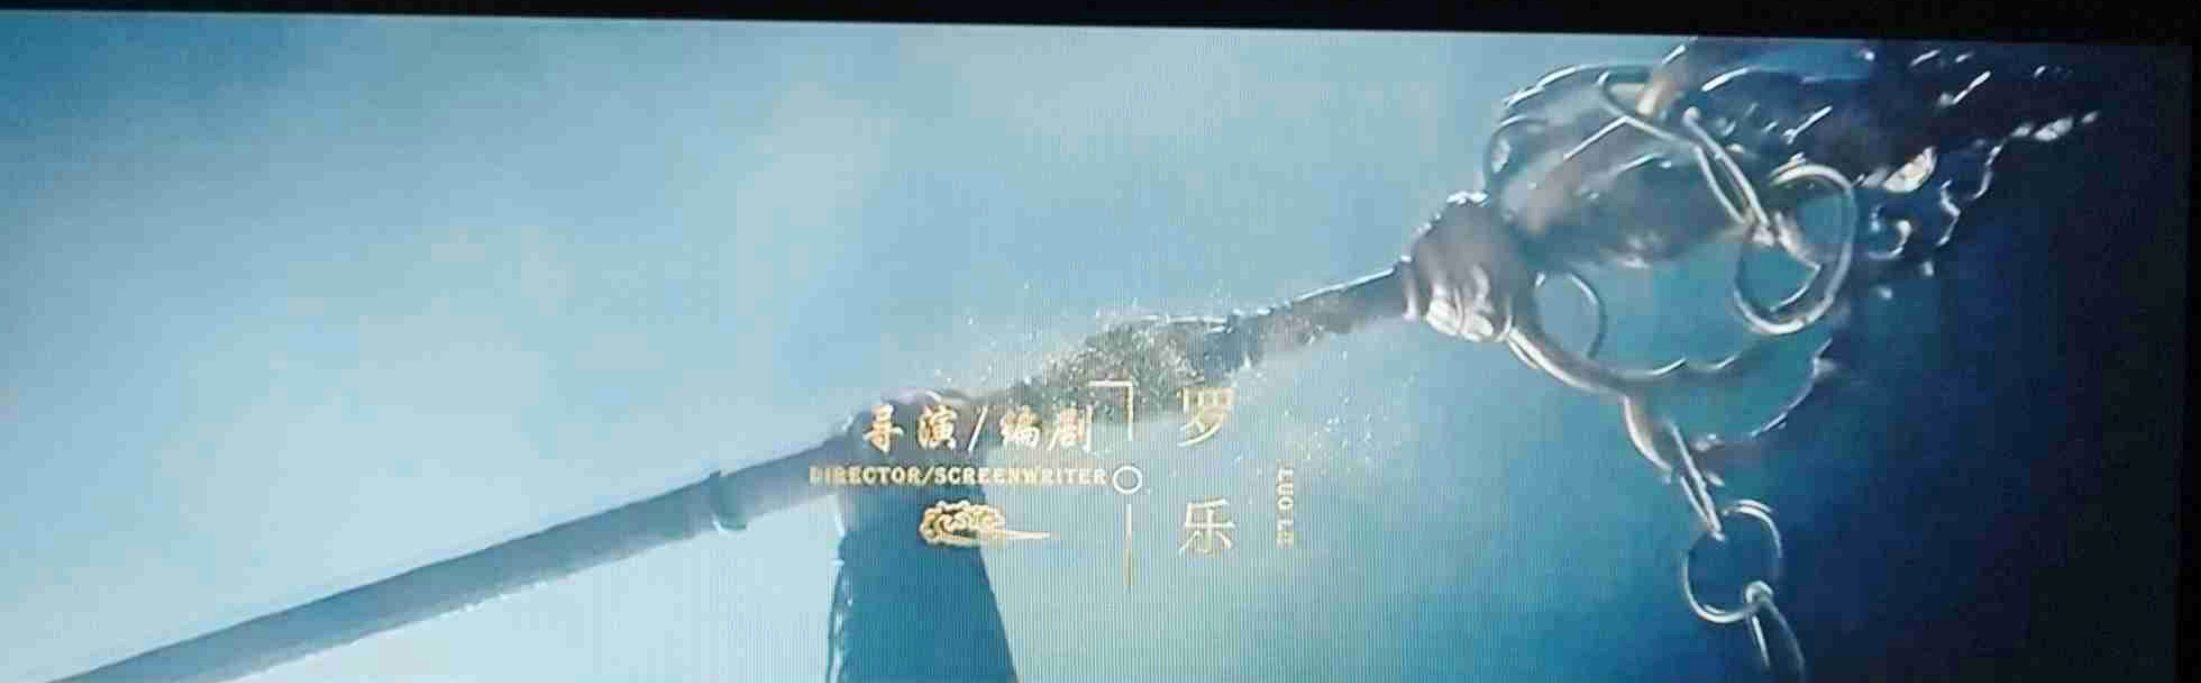 导演/编剧
DIRECTOR/SCREENWRITER
罗乐
LUO LE